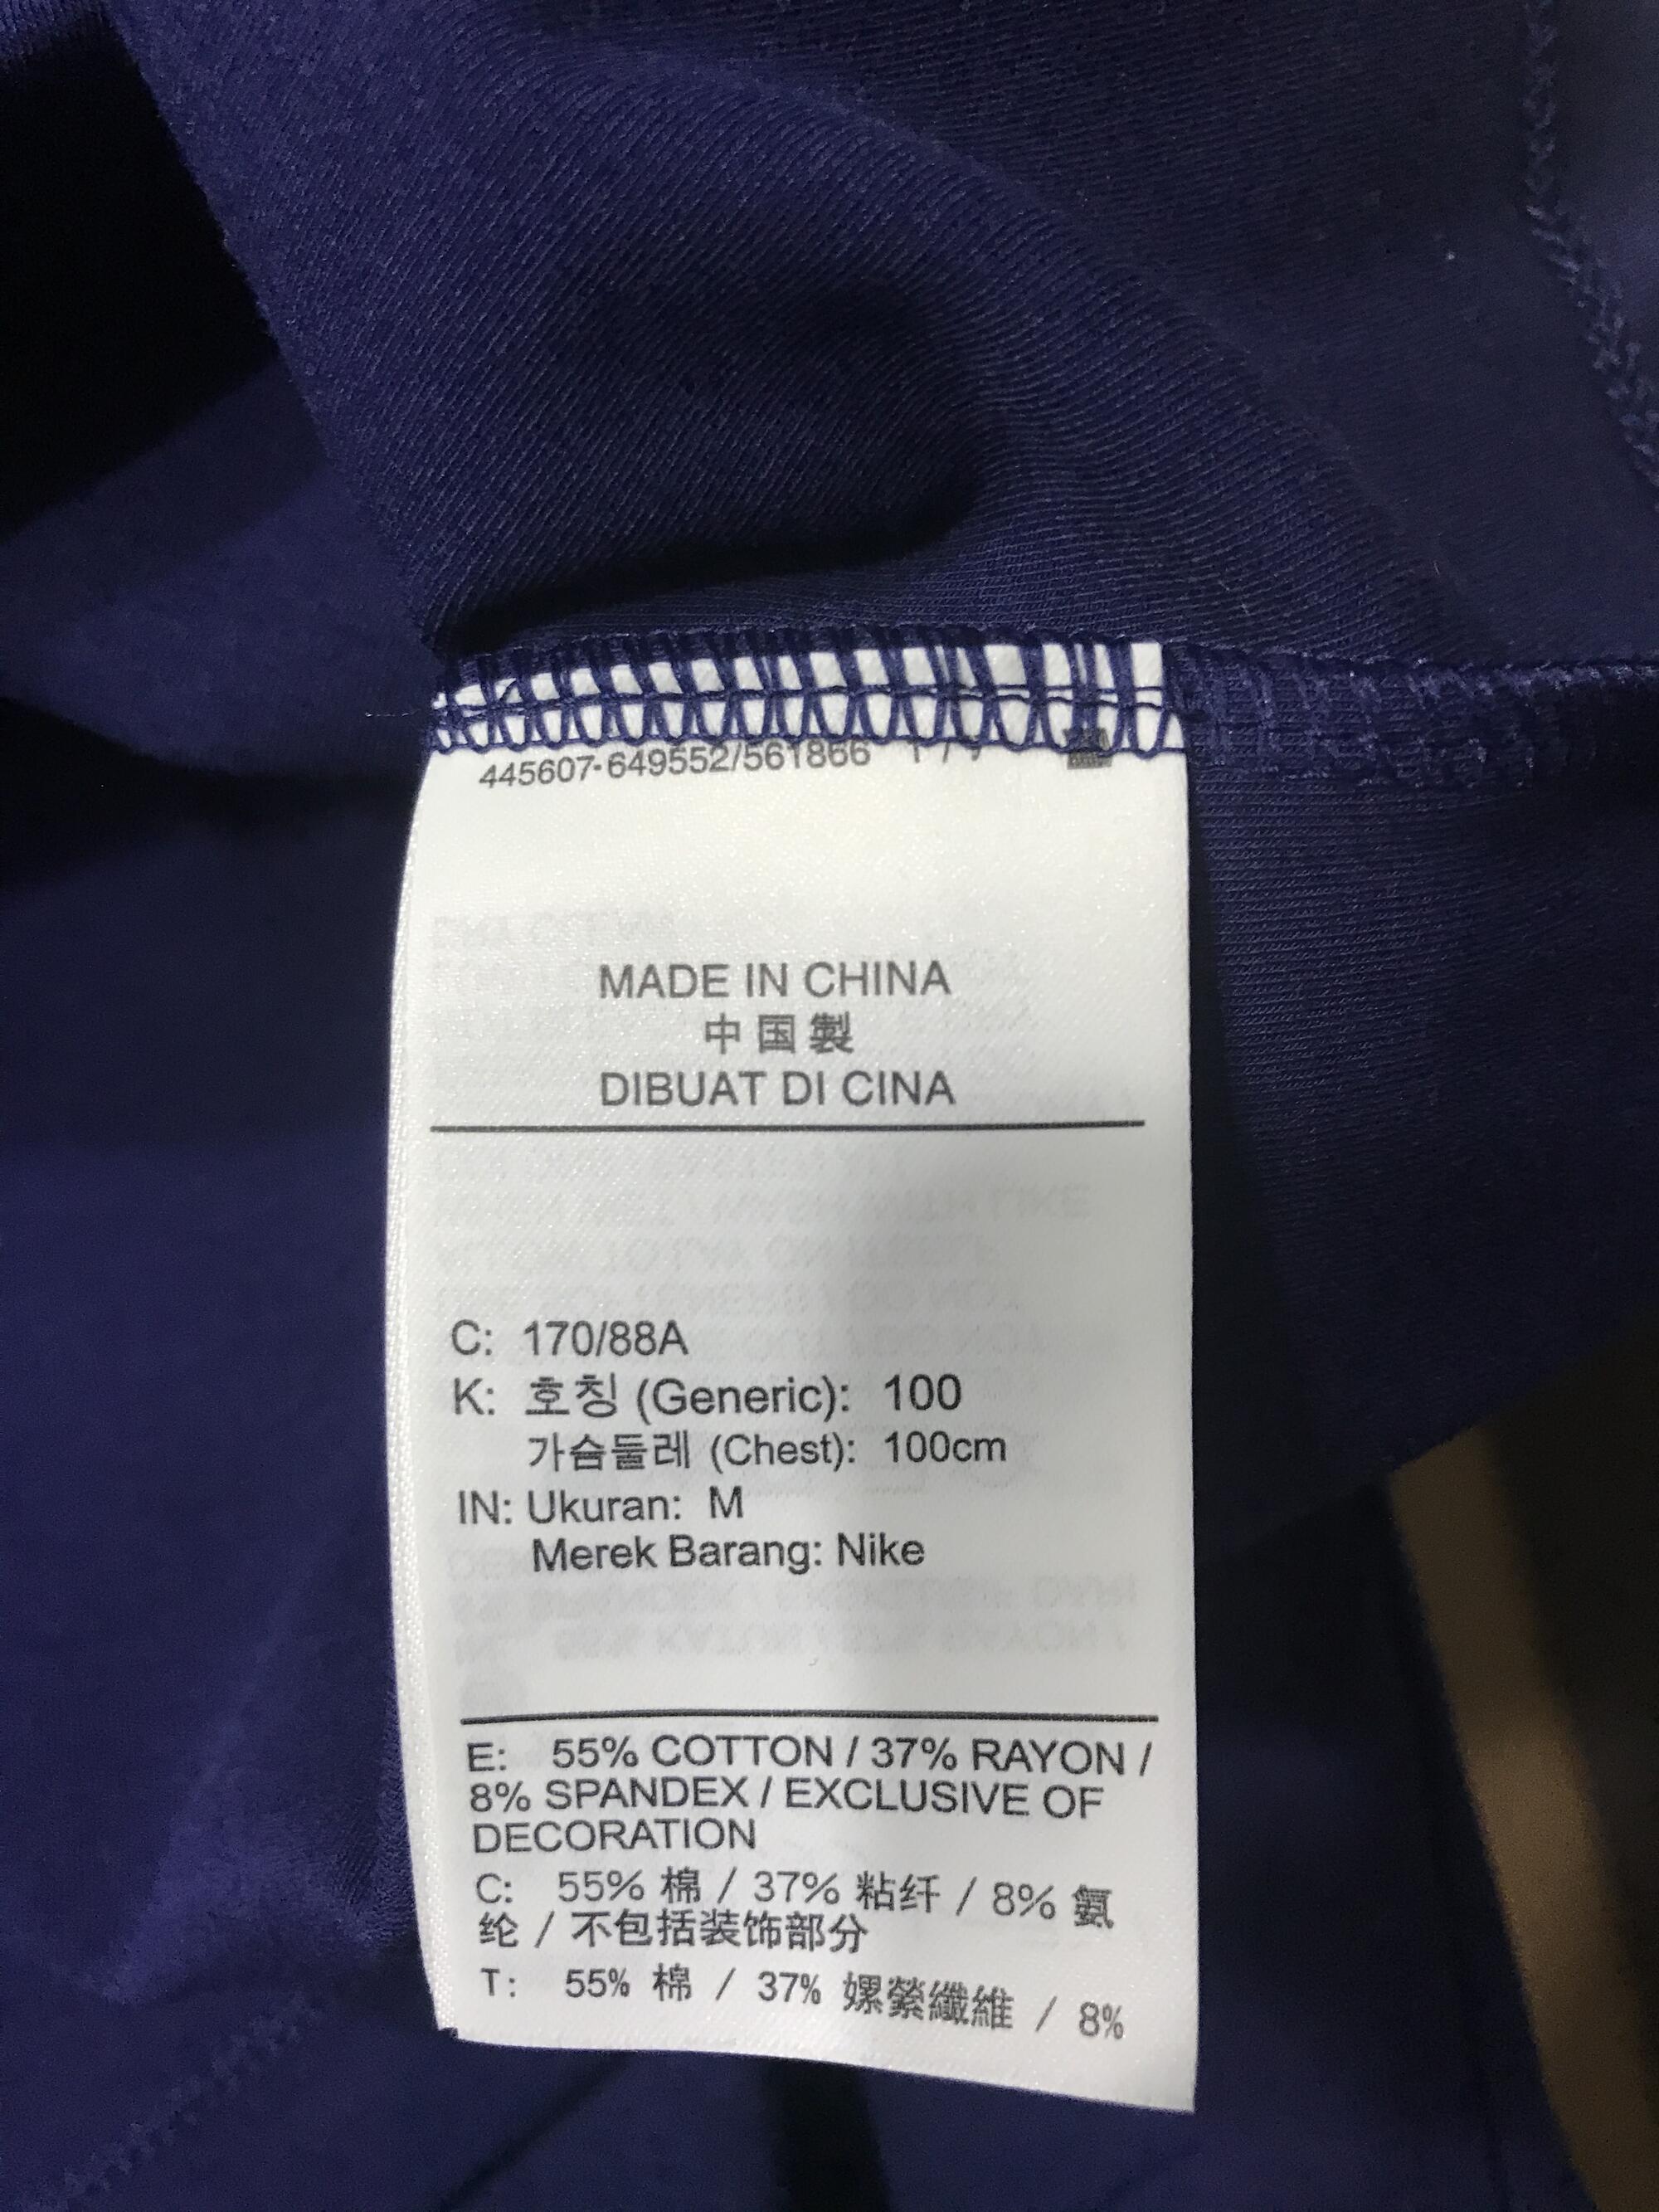 445607-649552/561866
MADE IN CHINA
中国製
DIBUAT DI CINA
C: 170/88A
K: 호칭 (Generic): 100
가슴둘레 (Chest): 100cm
IN: Ukuran: M
Merek Barang: Nike
E: 55% COTTON / 37% RAYON /
8% SPANDEX / EXCLUSIVE OF
DECORATION
C: 55% 棉 / 37% 粘纤 / 8% 氨
纶 / 不包括装饰部分
T: 55% 棉 / 37% 嫘縈纖維 / 8%